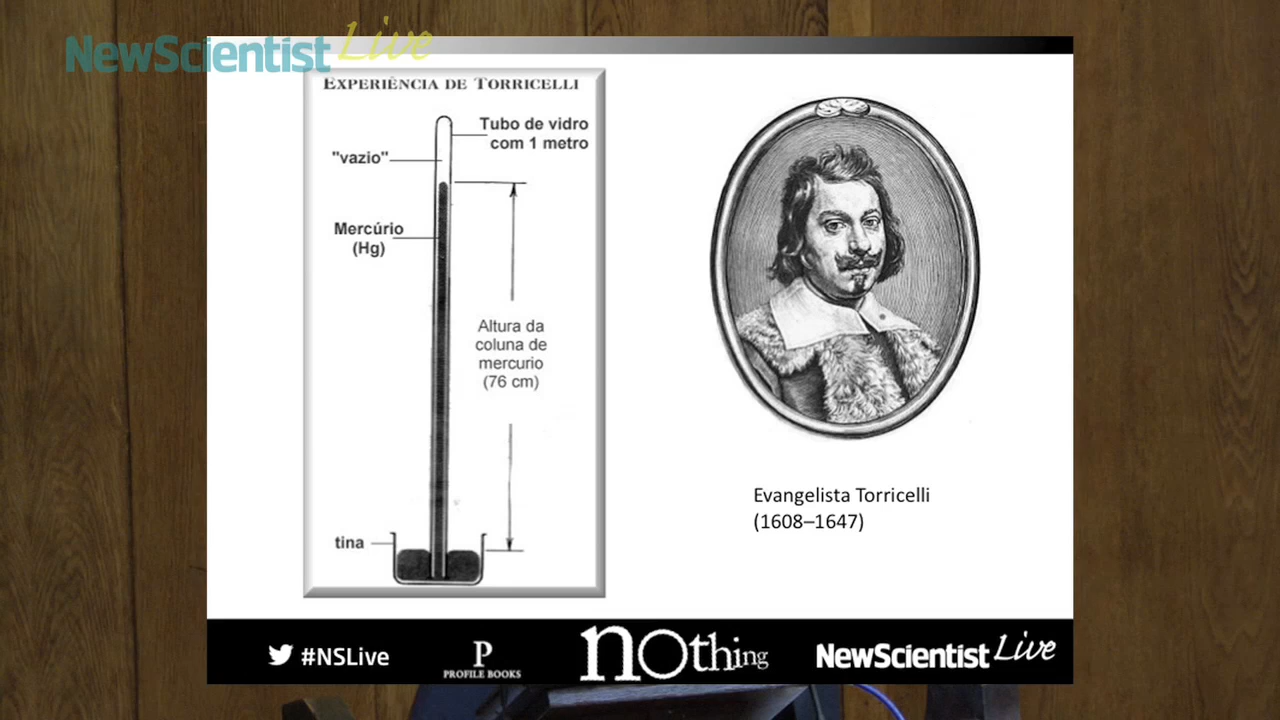 NewScientist Live
EXPERIÊNCIA DE TORRICELLI
Tubo de vidro
com 1 metro
"vazio"
Mercúrio
(Hg)
Altura da
coluna de
mercurio
(76 cm)
tina
Evangelista Torricelli
(1608–1647)
#NSLive
P
PROFILE BOOKS
nothing
NewScientist Live